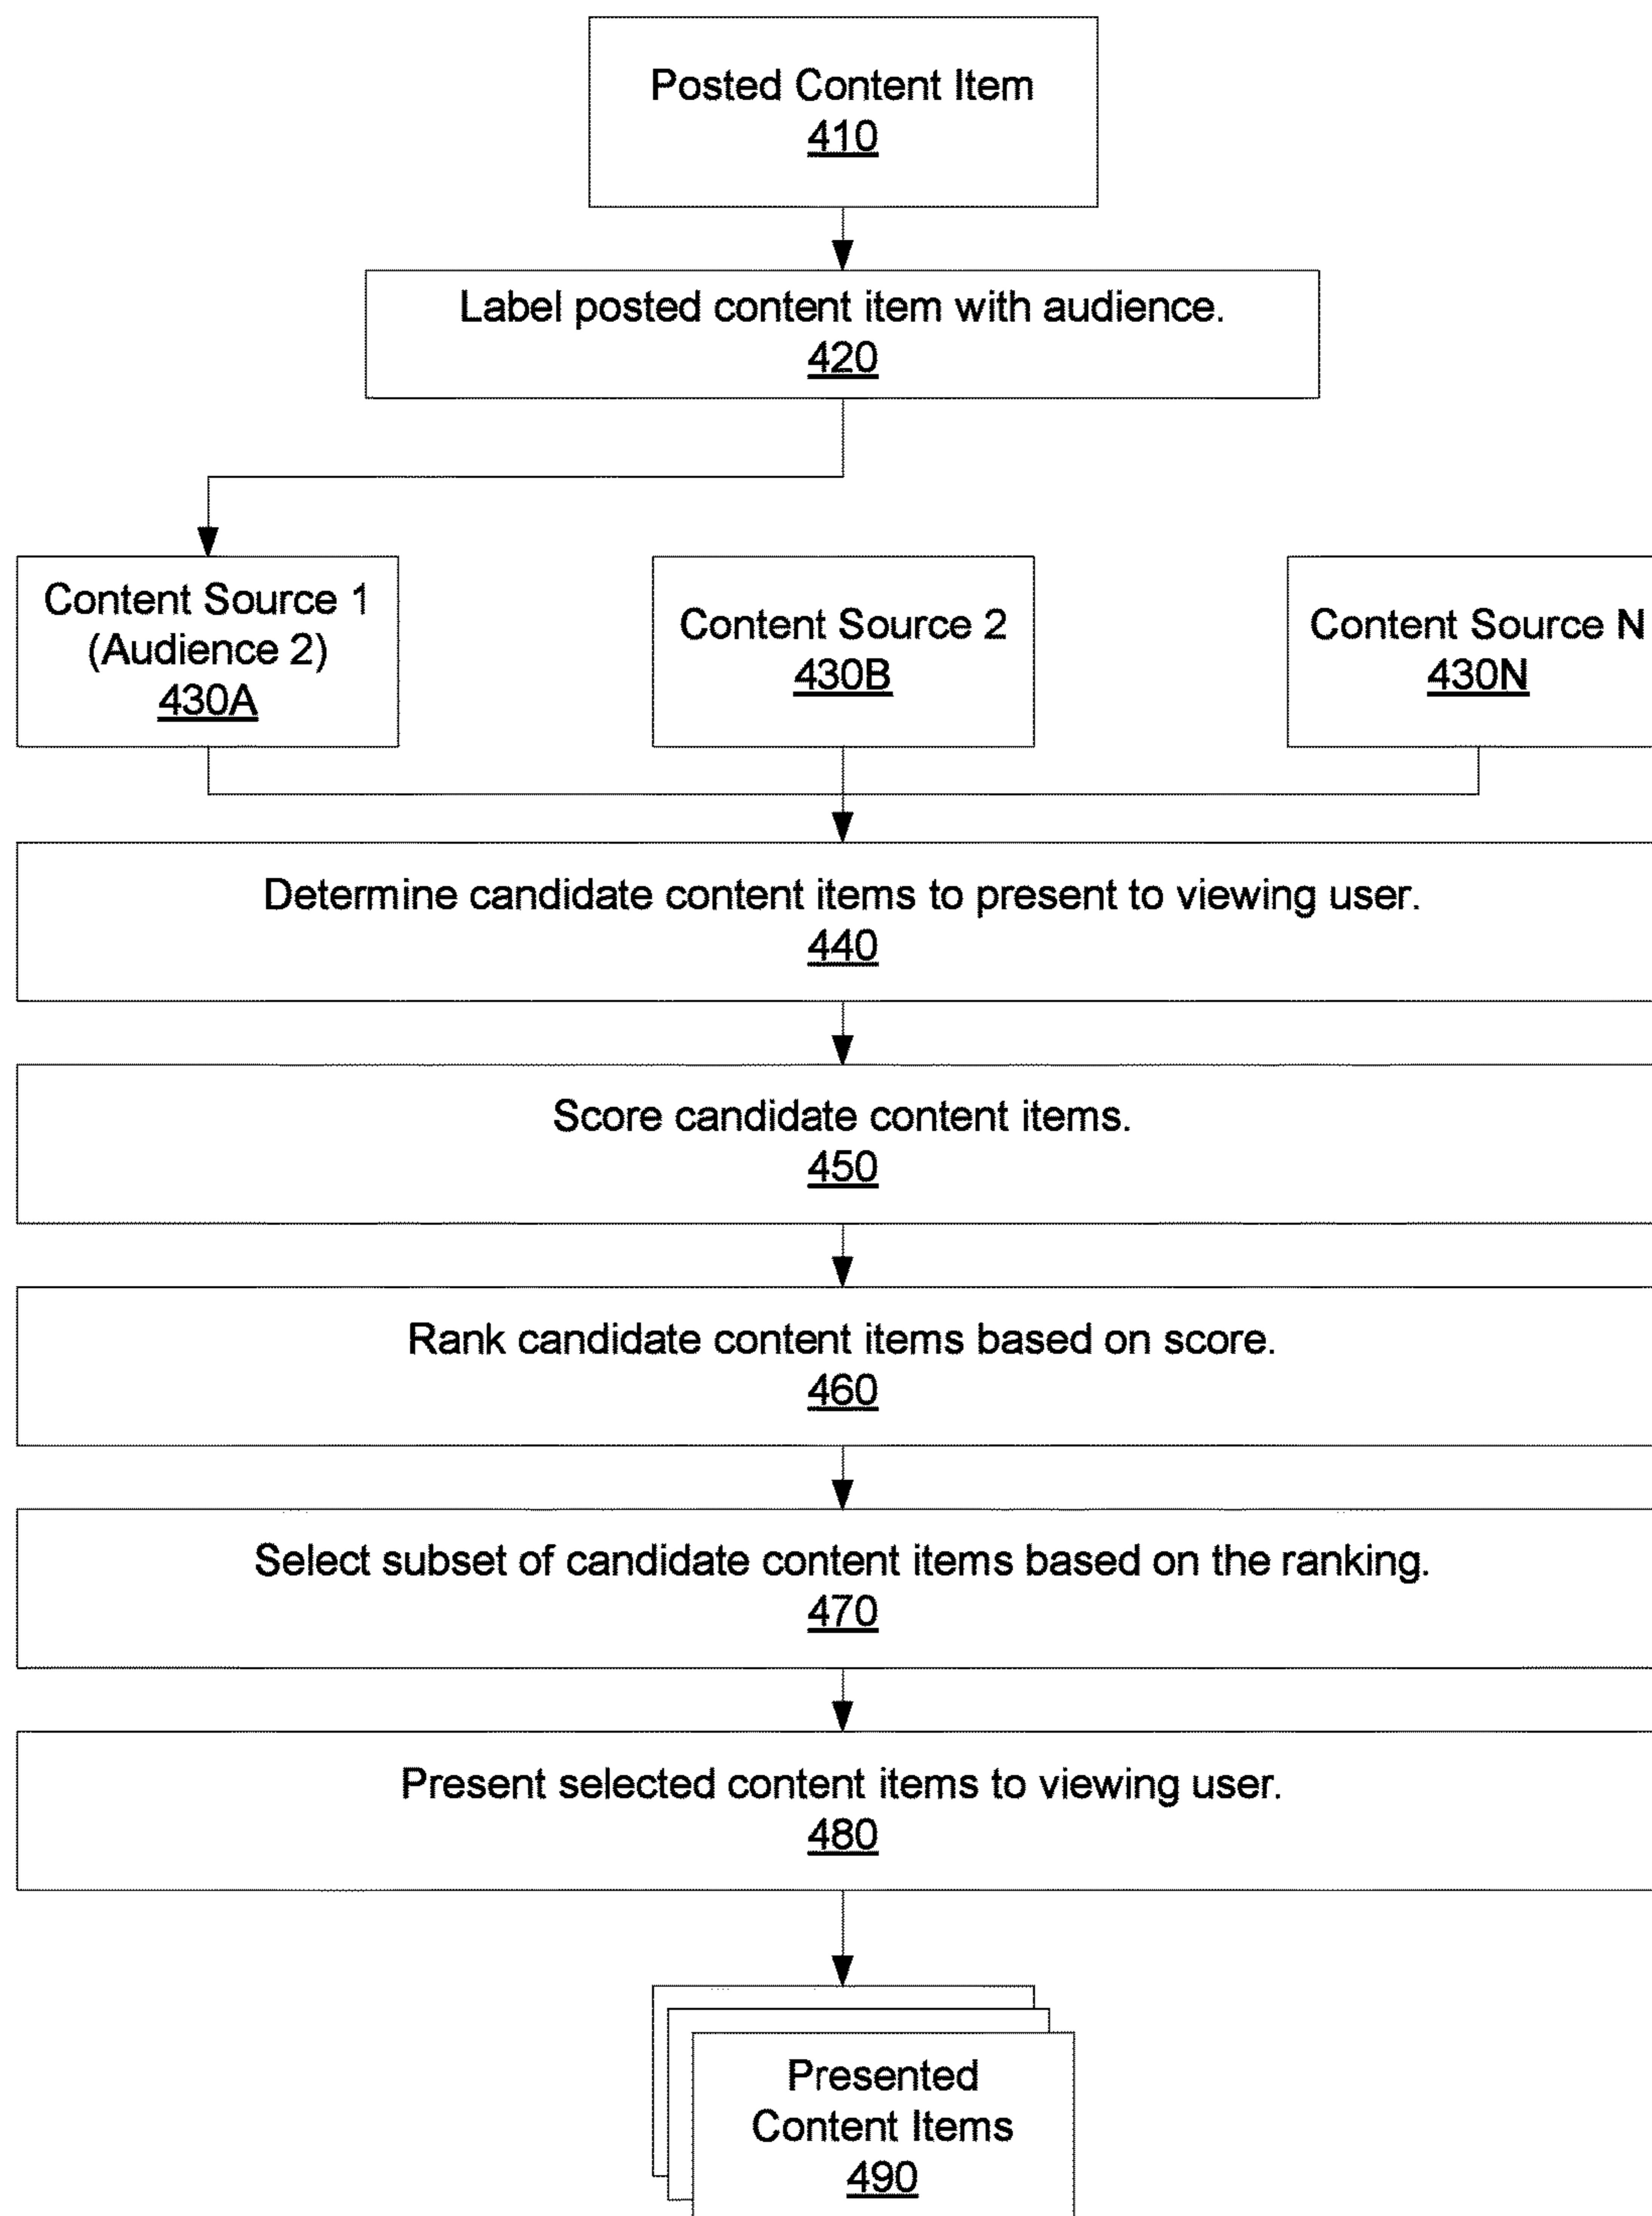 Posted Content Item
410
Label posted content item with audience.
420
Content Source 1
(Audience 2)
430A
Content Source 2
430B
Content Source N
430N
Determine candidate content items to present to viewing user.
440
Score candidate content items.
450
Rank candidate content items based on score.
460
Select subset of candidate content items based on the ranking.
470
Present selected content items to viewing user.
480
Presented
Content Items
490